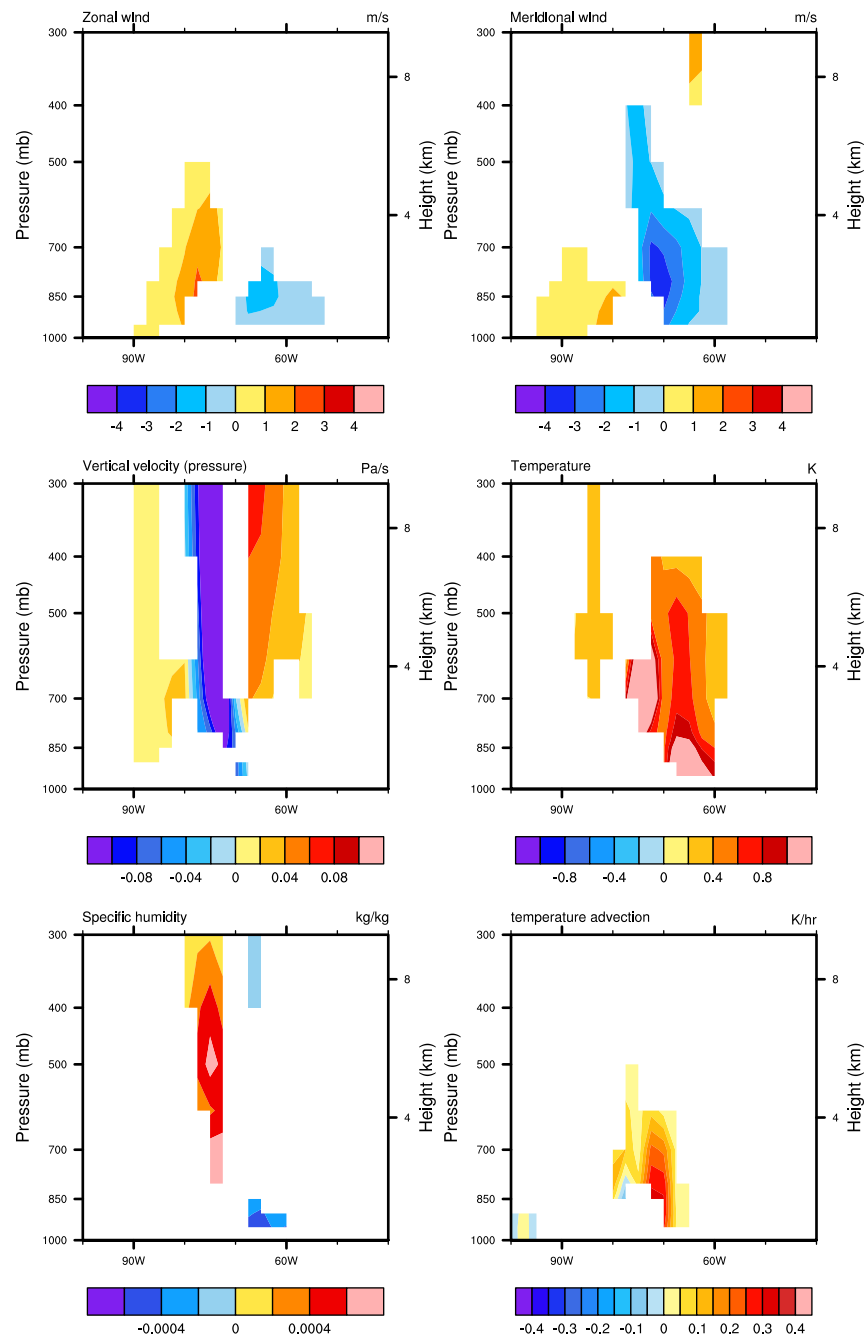 Zonal wind m/s
300
400
500
700
850
1000
Pressure (mb)
8
4
Height (km)
90W 60W
-4 -3 -2 -1 0 1 2 3 4
Meridional wind m/s
300
400
500
700
850
1000
Pressure (mb)
8
4
Height (km)
90W 60W
-4 -3 -2 -1 0 1 2 3 4
Vertical velocity (pressure) Pa/s
300
400
500
700
850
1000
Pressure (mb)
8
4
Height (km)
90W 60W
-0.08 -0.04 0 0.04 0.08
Temperature K
300
400
500
700
850
1000
Pressure (mb)
8
4
Height (km)
90W 60W
-0.8 -0.4 0 0.4 0.8
Specific humidity kg/kg
300
400
500
700
850
1000
Pressure (mb)
8
4
Height (km)
90W 60W
-0.0004 0 0.0004
temperature advection K/hr
300
400
500
700
850
1000
Pressure (mb)
8
4
Height (km)
90W 60W
-0.4 -0.3 -0.2 -0.1 0 0.1 0.2 0.3 0.4